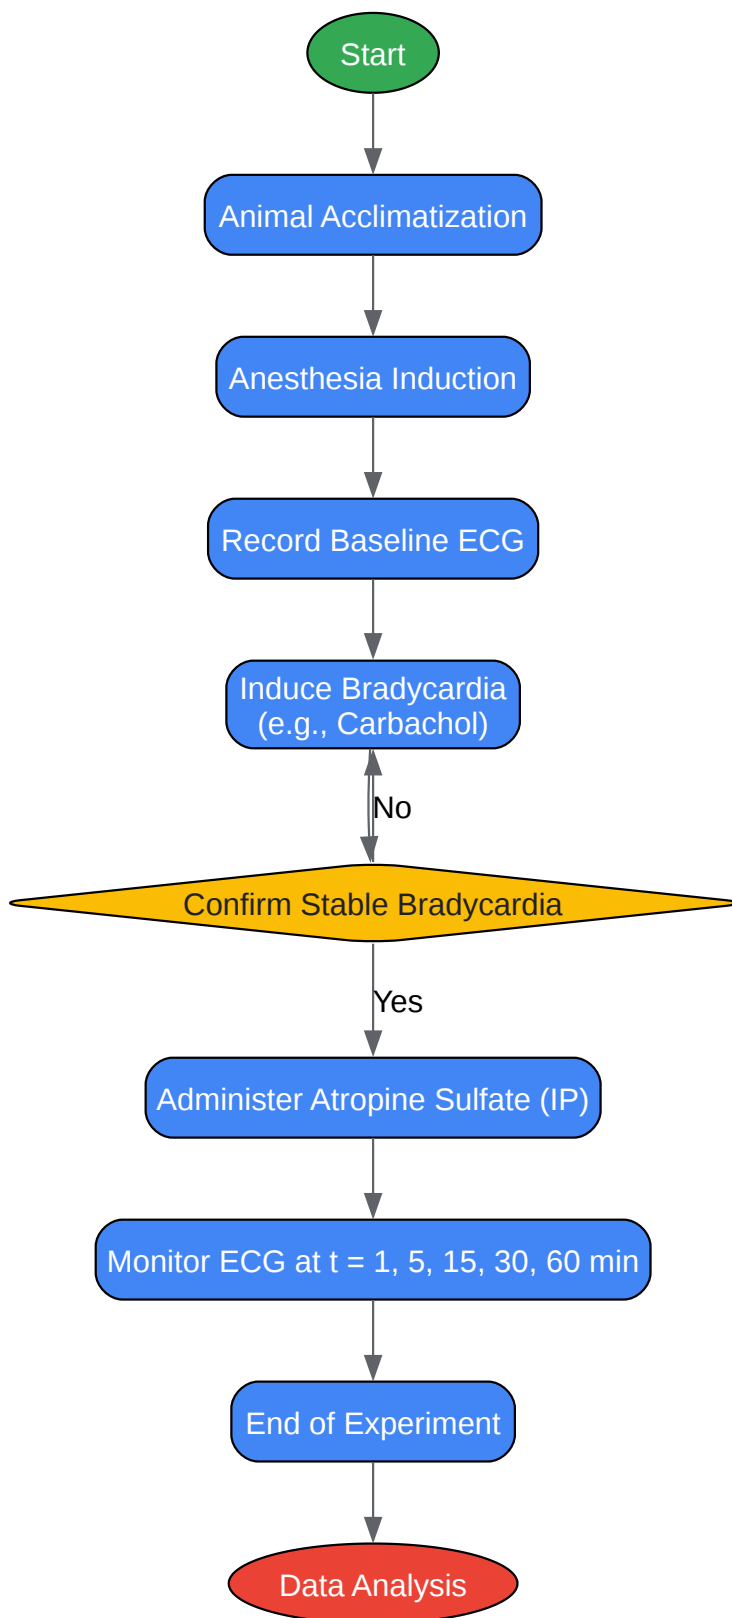 Start
Animal Acclimatization
Anesthesia Induction
Record Baseline ECG
Induce Bradycardia
(e.g., Carbachol)
No
Confirm Stable Bradycardia
Yes
Administer Atropine Sulfate (IP)
Monitor ECG at t = 1, 5, 15, 30, 60 min
End of Experiment
Data Analysis